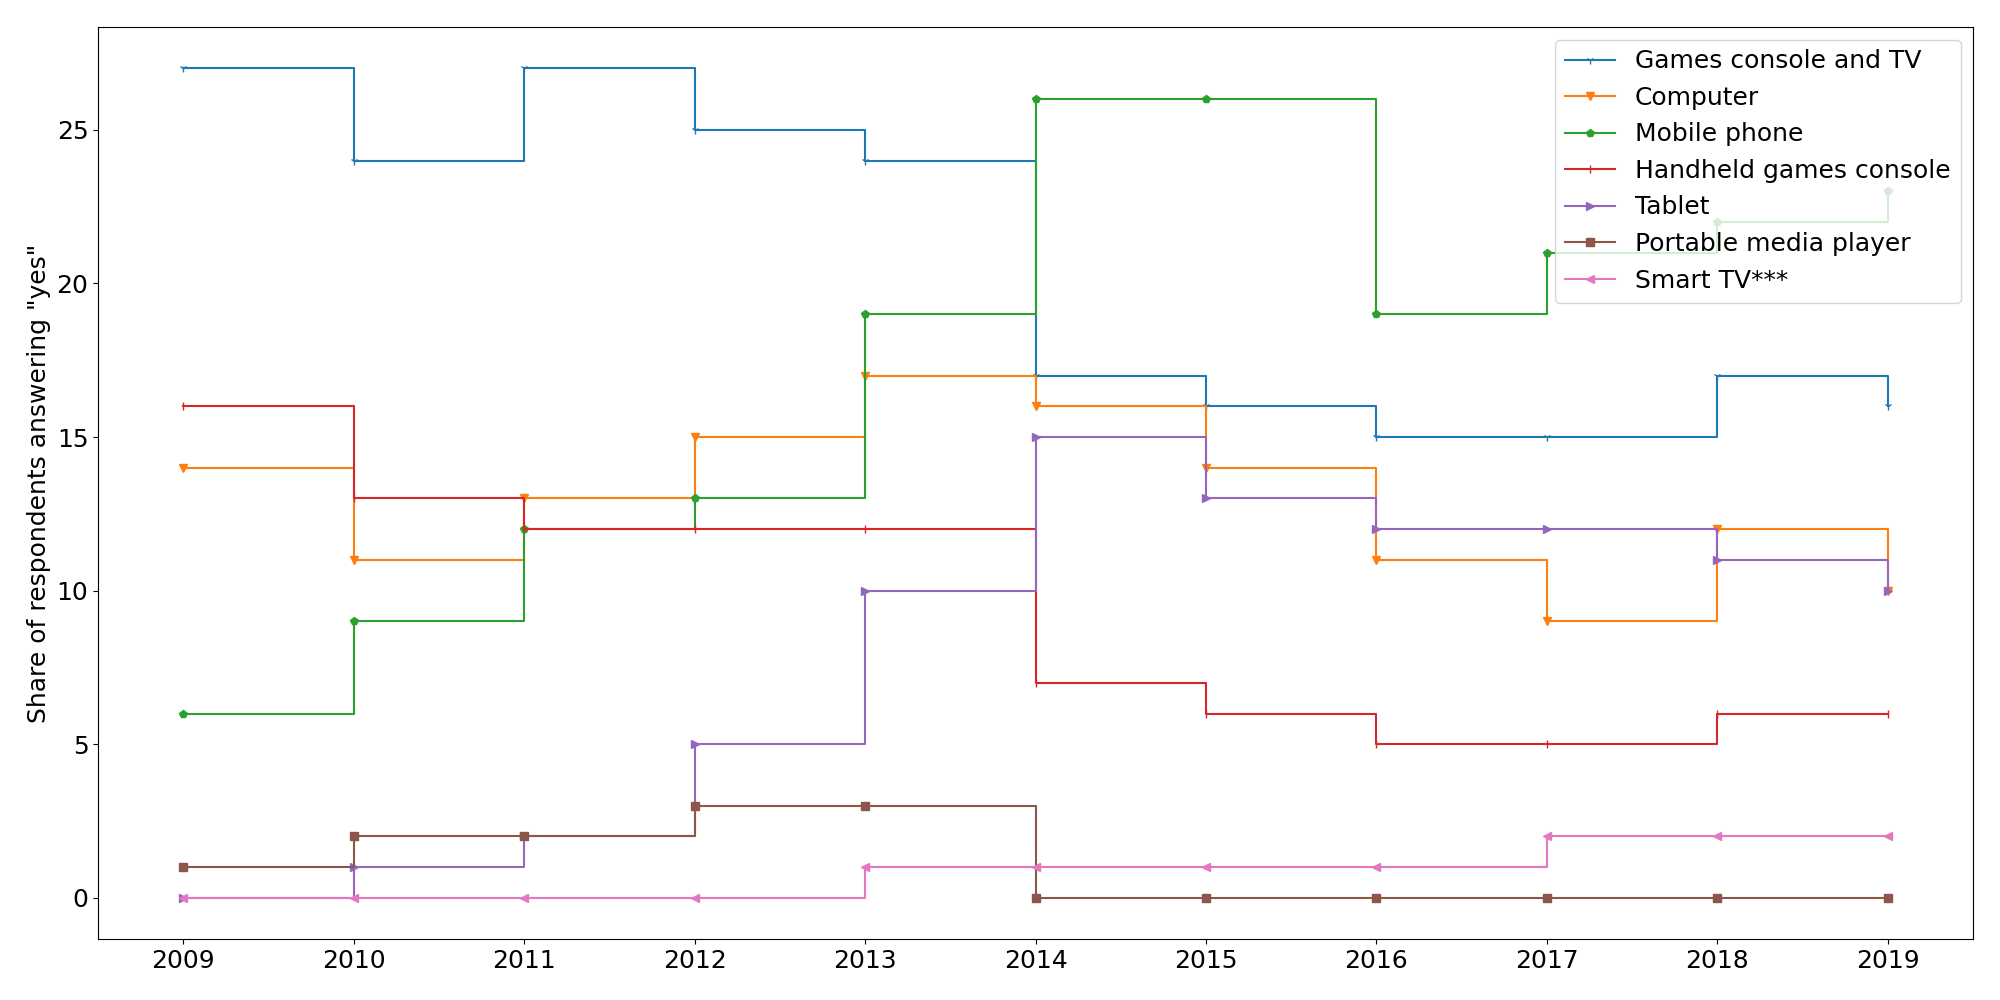 Share of respondents answering "yes"
25
20
15
10
5
0
2009 2010 2011 2012 2013 2014 2015 2016 2017 2018 2019
Games console and TV
Computer
Mobile phone
Handheld games console
Tablet
Portable media player
Smart TV***